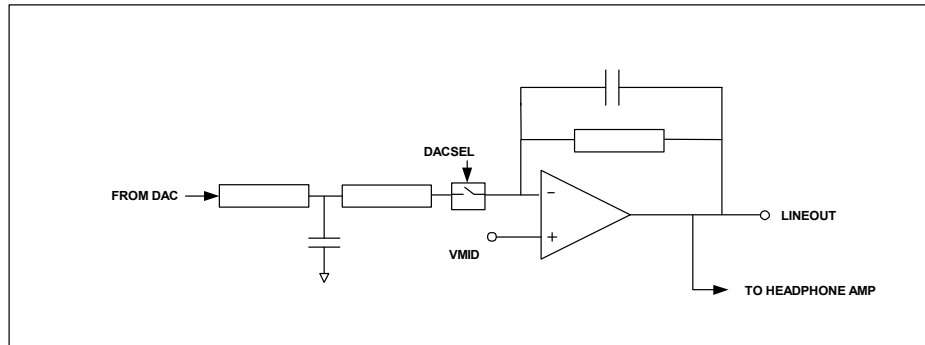 DACSEL
FROM DAC
−
+
VMID
LINEOUT
TO HEADPHONE AMP